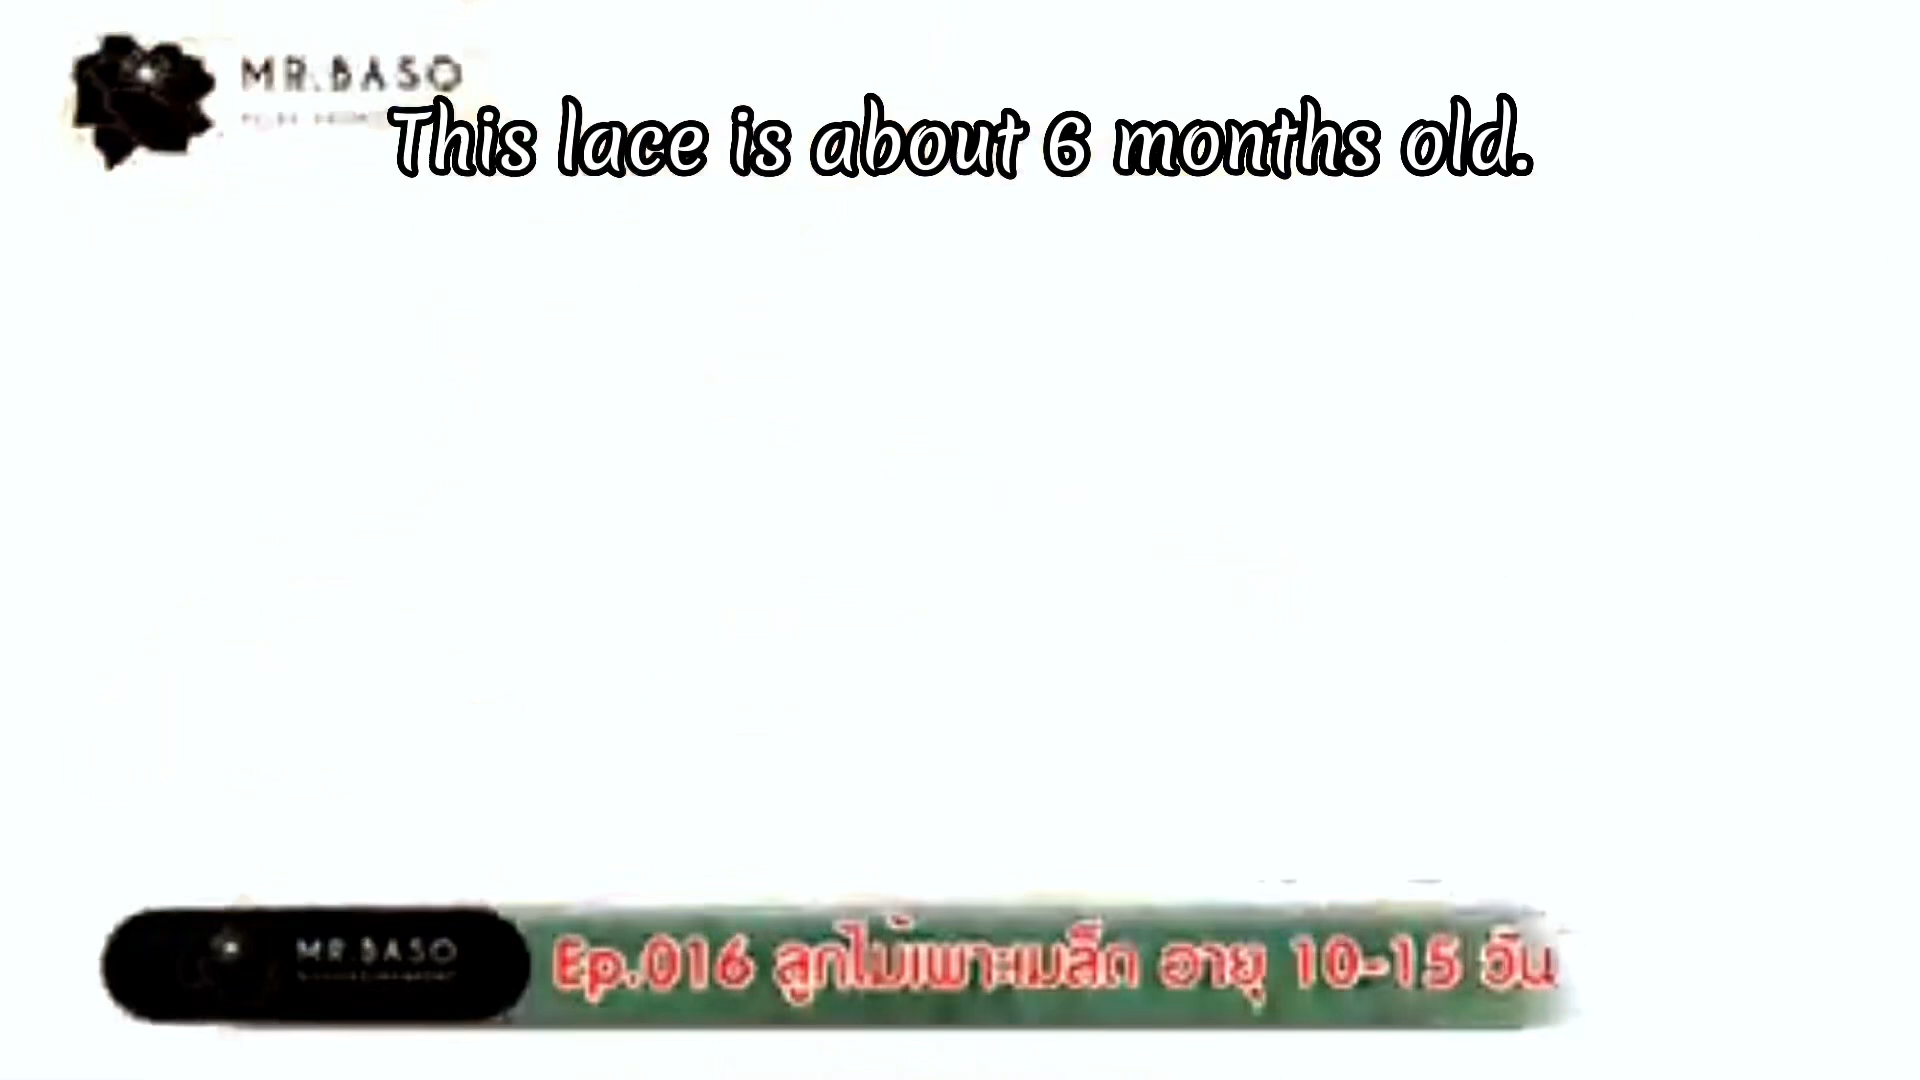 MR.BASO
This lace is about 6 months old.
MR.BASO
Ep.016 ลูกไม้เพาะเมล็ด อายุ 10-15 วัน